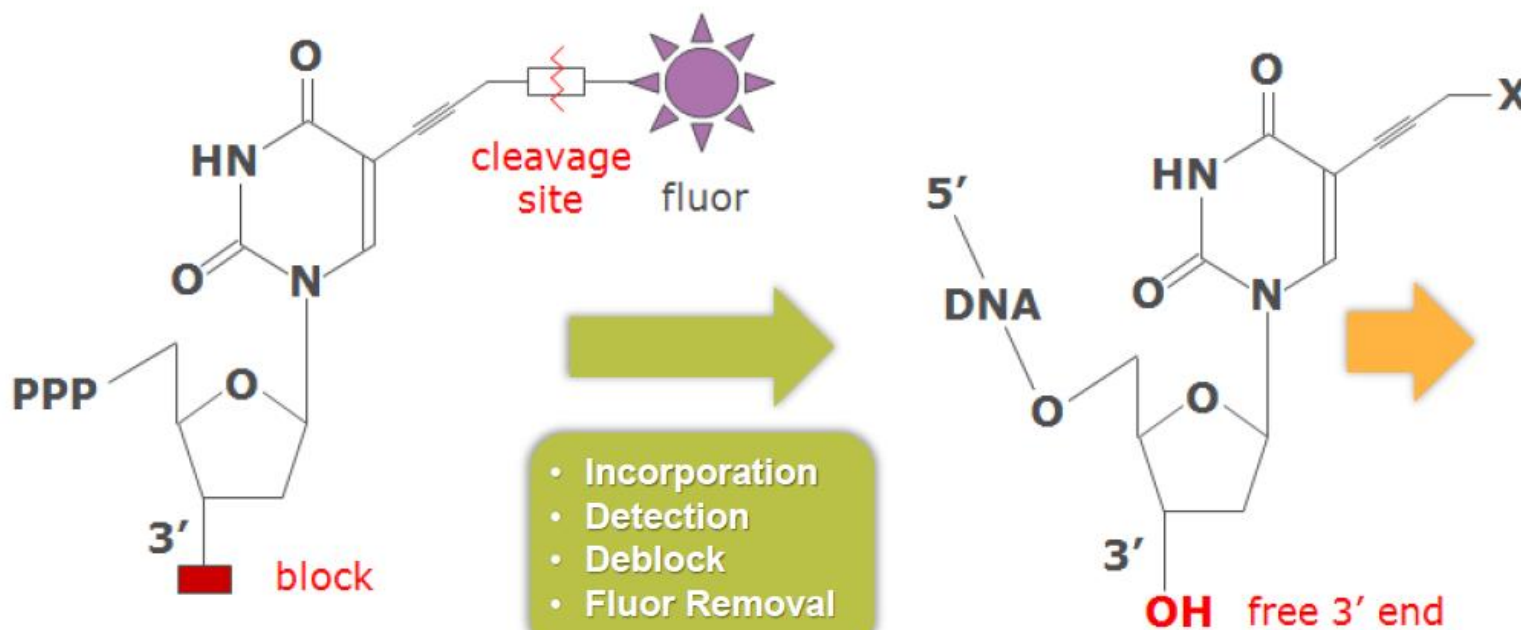 O
HN
O
N
PPP
O
3’
block
cleavage
site
fluor
• Incorporation
• Detection
• Deblock
• Fluor Removal
5’
DNA
O
O
HN
O
N
X
O
3’
OH free 3’ end